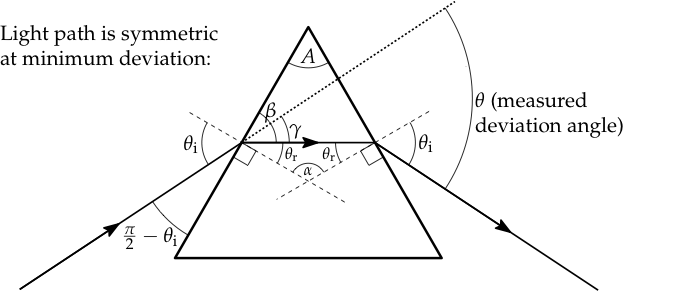 Light path is symmetric
at minimum deviation:
A
β
γ
θ (measured
deviation angle)
θi
θr
θr
α
θi
π/2 − θi